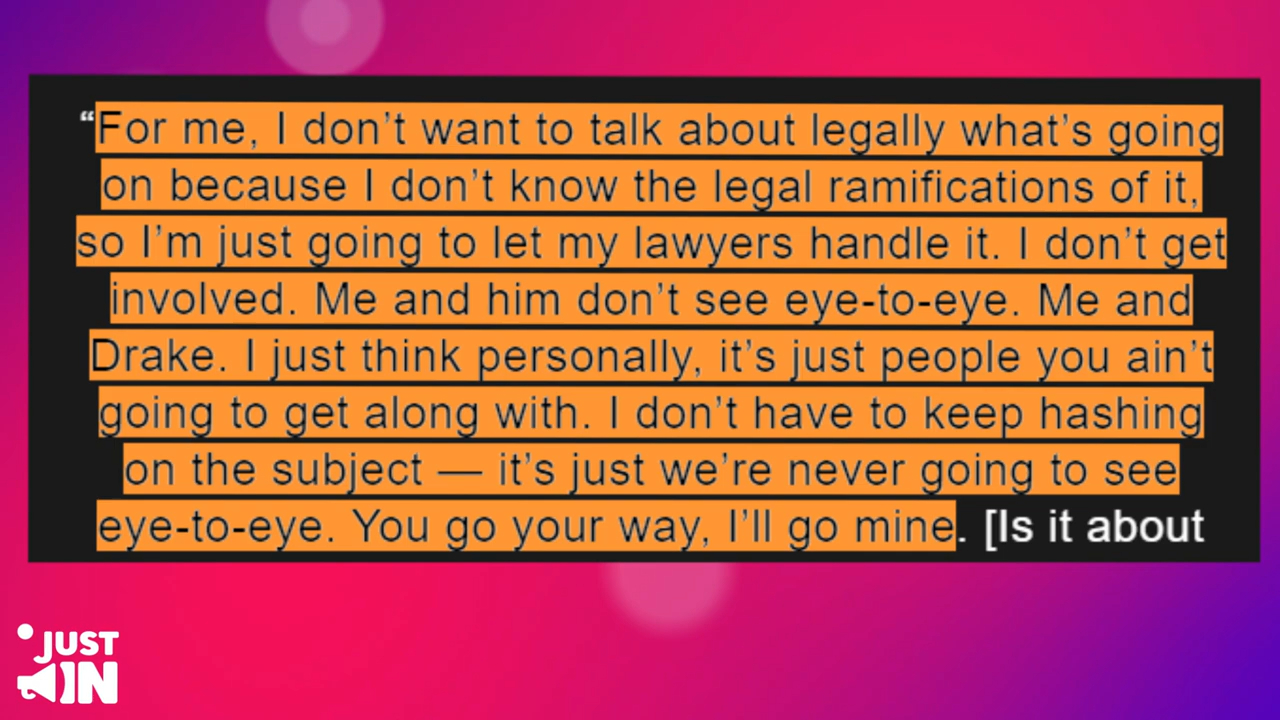 “For me, I don’t want to talk about legally what’s going
on because I don’t know the legal ramifications of it,
so I’m just going to let my lawyers handle it. I don’t get
involved. Me and him don’t see eye-to-eye. Me and
Drake. I just think personally, it’s just people you ain’t
going to get along with. I don’t have to keep hashing
on the subject — it’s just we’re never going to see
eye-to-eye. You go your way, I’ll go mine. [Is it about
JUST
IN